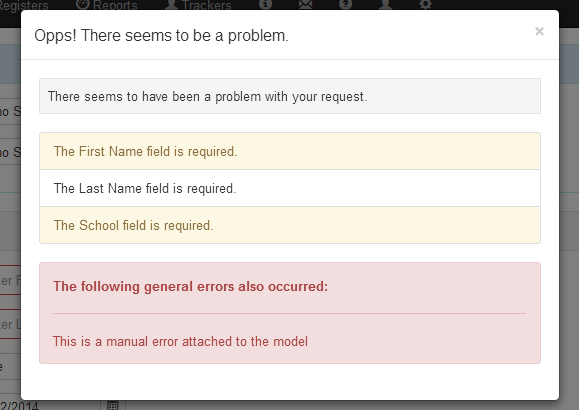 Registers Reports Trackers
Opps! There seems to be a problem. ×
There seems to have been a problem with your request.
The First Name field is required.
The Last Name field is required.
The School field is required.
The following general errors also occurred:
This is a manual error attached to the model
2/2014